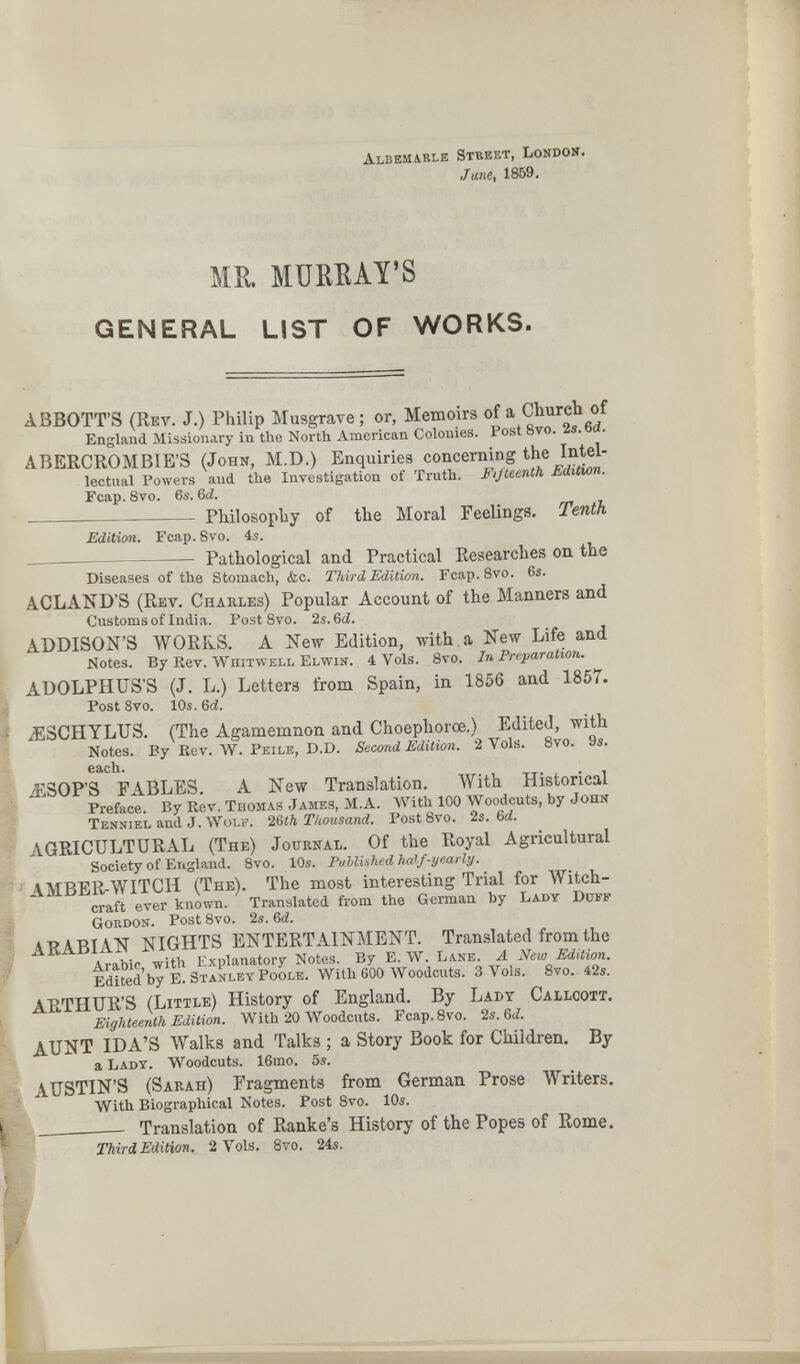 Albemarle Street, London.
June, 1859.
MR. MURRAY'S
GENERAL LIST OF WORKS.
ABBOTT'S (Rev. J.) Philip Musgrave; or, Memoirs of a Church of
England Missionary in the North American Colonies. Post 8vo. 2s. 6d.
ABERCROMBIE'S (John, M.D.) Enquiries concerning the Intel-
lectual Powers and the Investigation of Truth. Fifteenth Edition.
Fcap. 8vo. 6s. 6d.
Philosophy of the Moral Feelings. Tenth
Edition. Fcap. 8vo. 4s.
Pathological and Practical Researches on the
Diseases of the Stomach, &c. Third Edition. Fcap. 8vo. 6s.
ACLAND'S (Rev. Charles) Popular Account of the Manners and
Customs of India. Post 8vo. 2s. 6d.
ADDISON'S WORKS. A New Edition, with a New Life and
Notes. By Rev. Whitwell Elwin. 4 Vols. 8vo. In Preparation.
ADOLPHUS'S (J. L.) Letters from Spain, in 1856 and 1857.
Post 8vo. 10s. 6d.
ÆSCHYLUS. (The Agamemnon and Choephorœ.) Edited, with
Notes. By Rev. W. Peile, D.D. Second Edition. 2 Vols. 8vo. 9s.
each.
ÆSOP'S FABLES. A New Translation. With Historical
Preface. By Rev. Thomas James, M.A. With 100 Woodcuts, by John
Tenniel and J. Wolf. 26th Thousand. Post 8vo. 2s. 6d.
AGRICULTURAL (The) Journal. Of the Royal Agricultural
Society of England. 8vo. 10s. Published half-yearly.
AMBER-WITCH (The). The most interesting Trial for Witch-
craft ever known. Translated from the German by Lady Duff
Gordon. Post 8vo. 2s. 6d.
ARABIAN NIGHTS ENTERTAINMENT. Translated from the
Arabic, with Explanatory Notes. By E. W. Lane. A New Edition.
Edited by E. Stanley Poole. With 600 Woodcuts. 3 Vols. 8vo. 42s.
ARTHUR'S (Little) History of England. By Lady Callcott.
Eighteenth Edition. With 20 Woodcuts. Fcap. 8vo. 2s. 6d.
AUNT IDA'S Walks and Talks; a Story Book for Children. By
a Lady. Woodcuts. 16mo. 5s.
AUSTIN'S (Sarah) Fragments from German Prose Writers.
With Biographical Notes. Post 8vo. 10s.
Translation of Ranke's History of the Popes of Rome.
Third Edition. 2 Vols. 8vo. 24s.